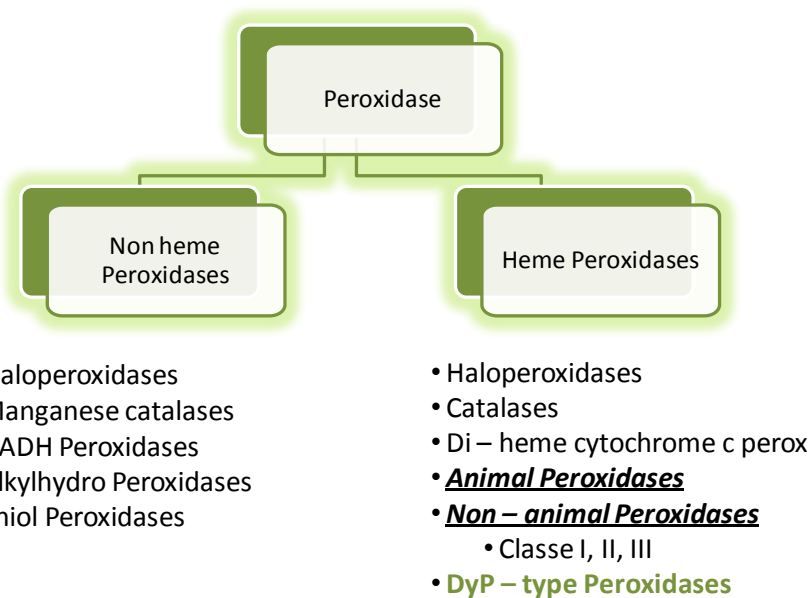 Peroxidase
Non heme
Peroxidases
Heme Peroxidases
aloperoxidases
Manganese catalases
ADH Peroxidases
lkylhydro Peroxidases
hiol Peroxidases
• Haloperoxidases
• Catalases
• Di – heme cytochrome c perox
• Animal Peroxidases
• Non – animal Peroxidases
• Classe I, II, III
• DyP – type Peroxidases